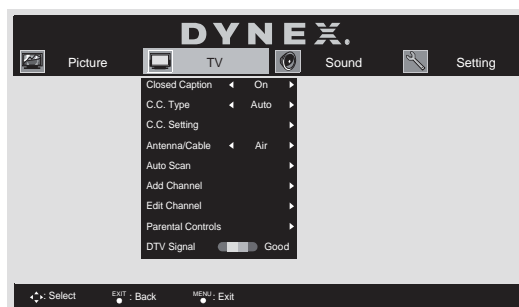 DYNEX.
Picture TV Sound Setting
Closed Caption On
C.C. Type Auto
C.C. Setting
Antenna/Cable Air
Auto Scan
Add Channel
Edit Channel
Parental Controls
DTV Signal Good
: Select EXIT : Back MENU : Exit